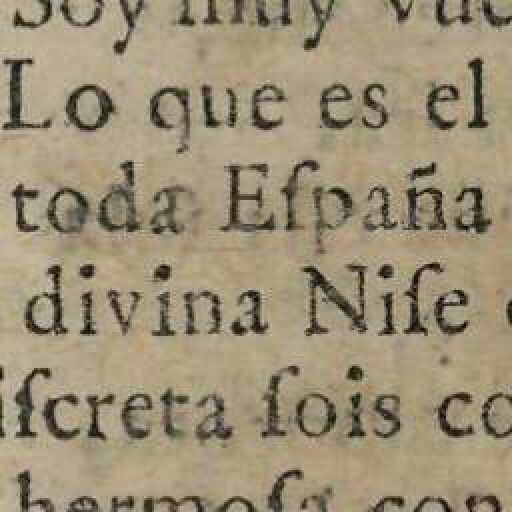 Soy muy vue
Lo que es el
toda Eſpaña
divina Niſe
iſcreta ſois co
hermoſa con